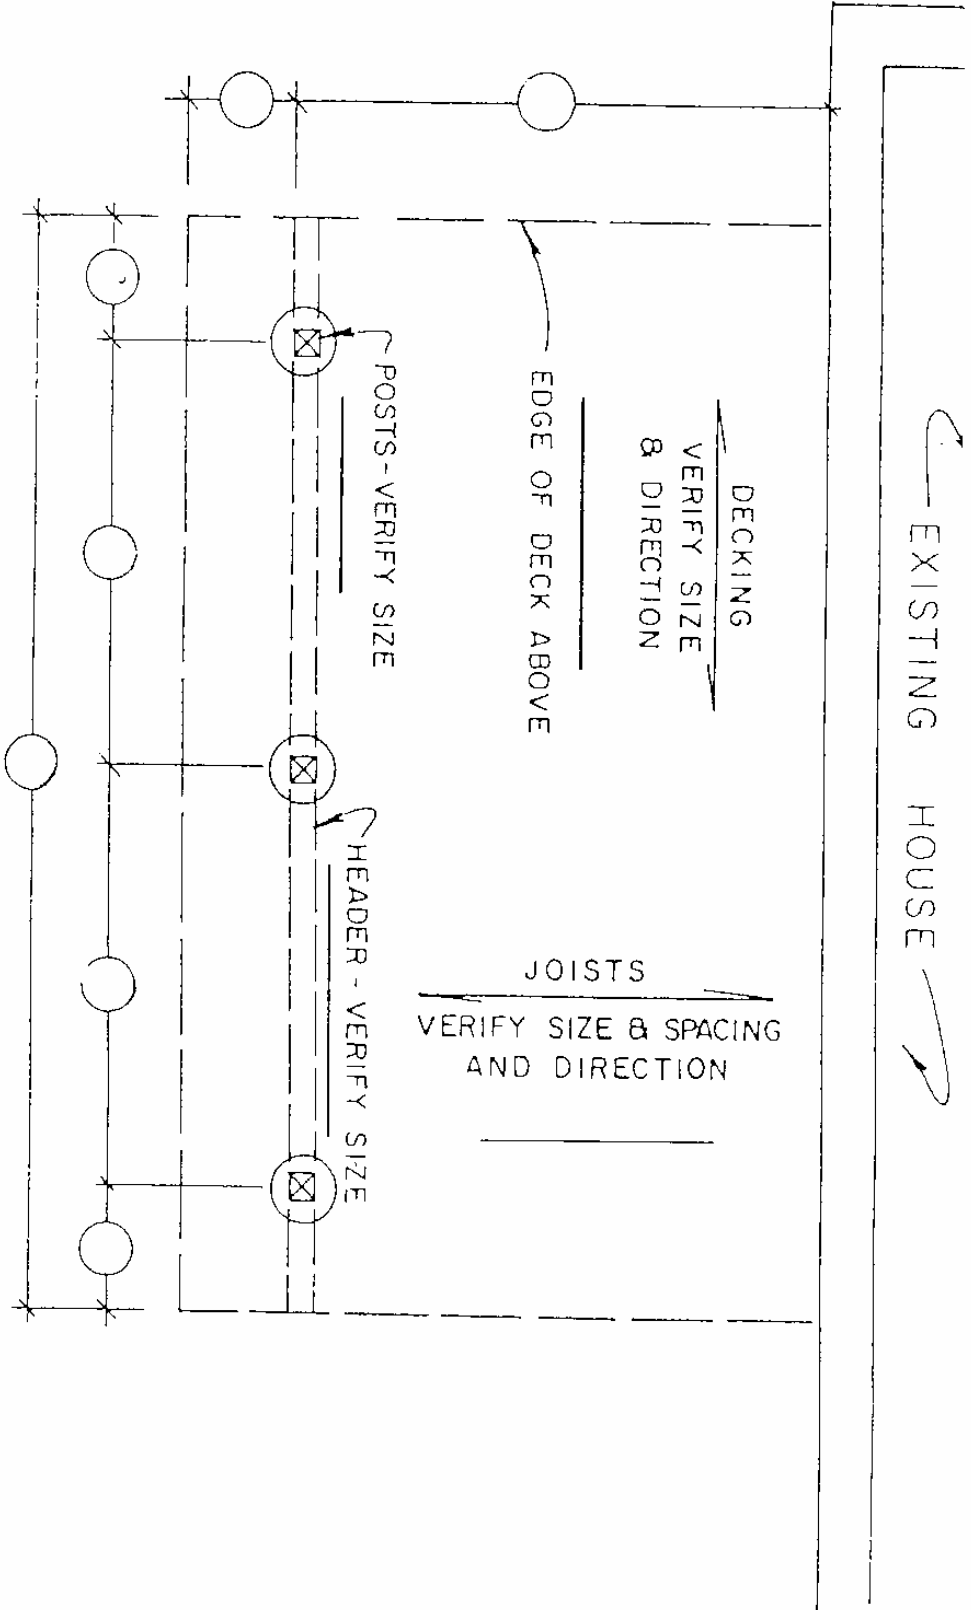 EXISTING HOUSE
DECKING
VERIFY SIZE
& DIRECTION
EDGE OF DECK ABOVE
JOISTS
VERIFY SIZE & SPACING
AND DIRECTION
POSTS-VERIFY SIZE
HEADER - VERIFY SIZE